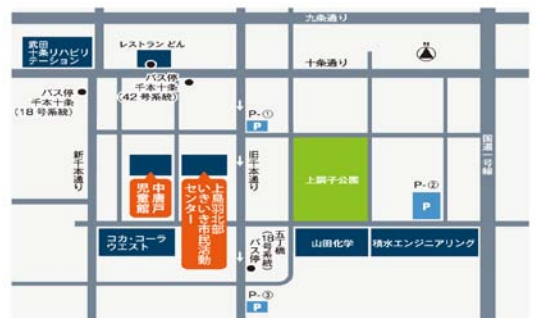 九条通り
武田
十条リハビリ
テーション
レストラン どん
十条通り
N
バス停
千本十条
(42号系統)
バス停
千本十条
(18号系統)
P-①
P
新千本通り
中唐戸
児童館
上鳥羽北部
いきいき市民活動
センター
旧千本通り
上調子公園
P-②
P
国道一号線
コカ・コーラ
ウエスト
五丁橋
(18号系統)
バス停
山田化学
積水エンジニアリング
P-③
P